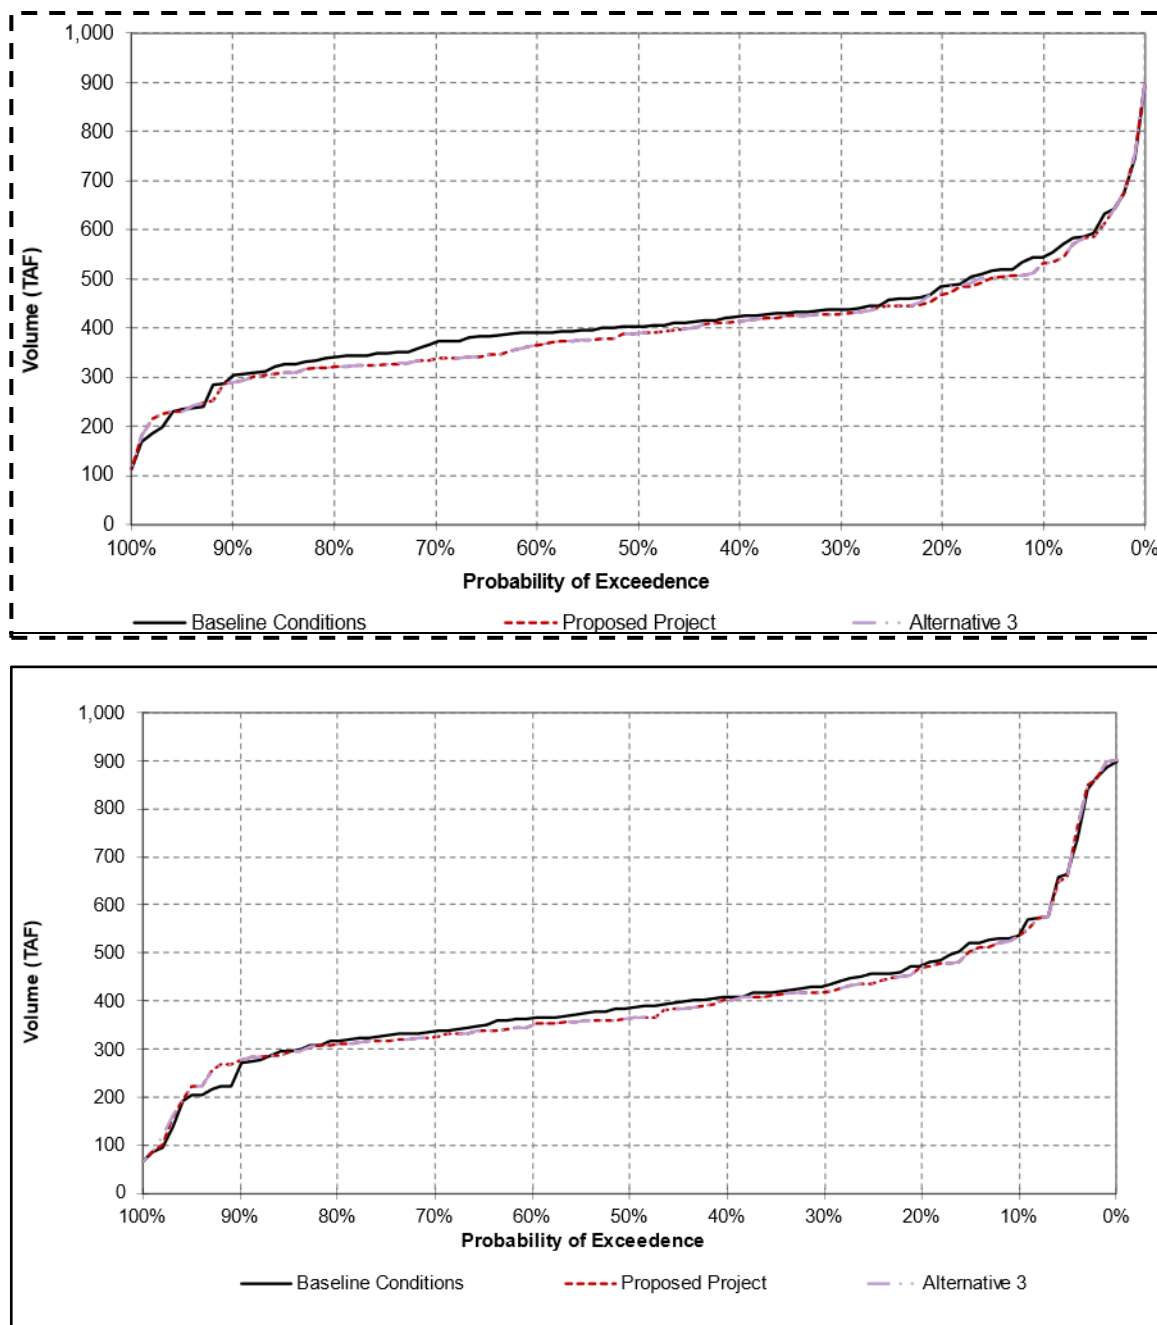 1,000
900
800
700
600
500
400
300
200
100
0
Volume (TAF)
100% 90% 80% 70% 60% 50% 40% 30% 20% 10% 0%
Probability of Exceedence
Baseline Conditions Proposed Project Alternative 3
1,000
900
800
700
600
500
400
300
200
100
0
Volume (TAF)
100% 90% 80% 70% 60% 50% 40% 30% 20% 10% 0%
Probability of Exceedence
Baseline Conditions Proposed Project Alternative 3